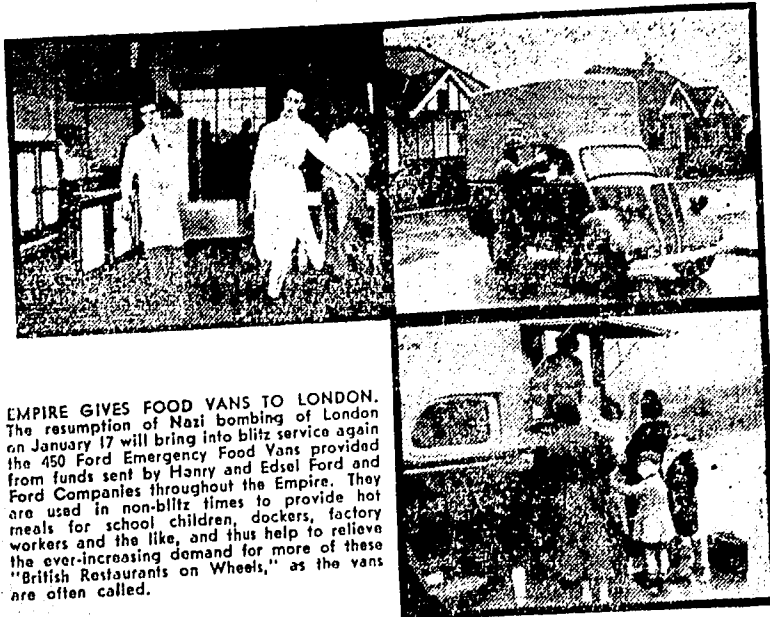 EMPIRE GIVES FOOD VANS TO LONDON.
The resumption of Nazi bombing of London
on January 17 will bring into blitz service again
the 450 Ford Emergency Food Vans provided
from funds sent by Henry and Edsel Ford and
Ford Companies throughout the Empire. They
are used in non-blitz times to provide hot
meals for school children, dockers, factory
workers and the like, and thus help to relieve
the ever-increasing demand for more of these
"British Restaurants on Wheels," as the vans
are often called.